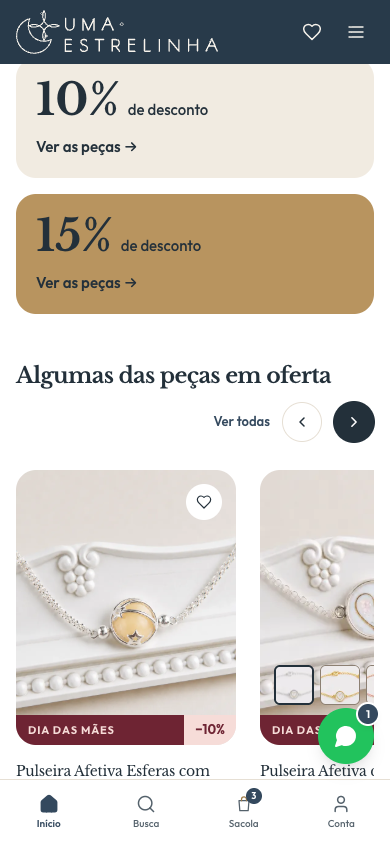 UMA
ESTRELINHA
10% de desconto
Ver as peças →
15% de desconto
Ver as peças →
Algumas das peças em oferta
Ver todas
DIA DAS MÃES
-10%
DIA DAS
1
Pulseira Afetiva Esferas com
Pulseira Afetiva
3
Início
Busca
Sacola
Conta